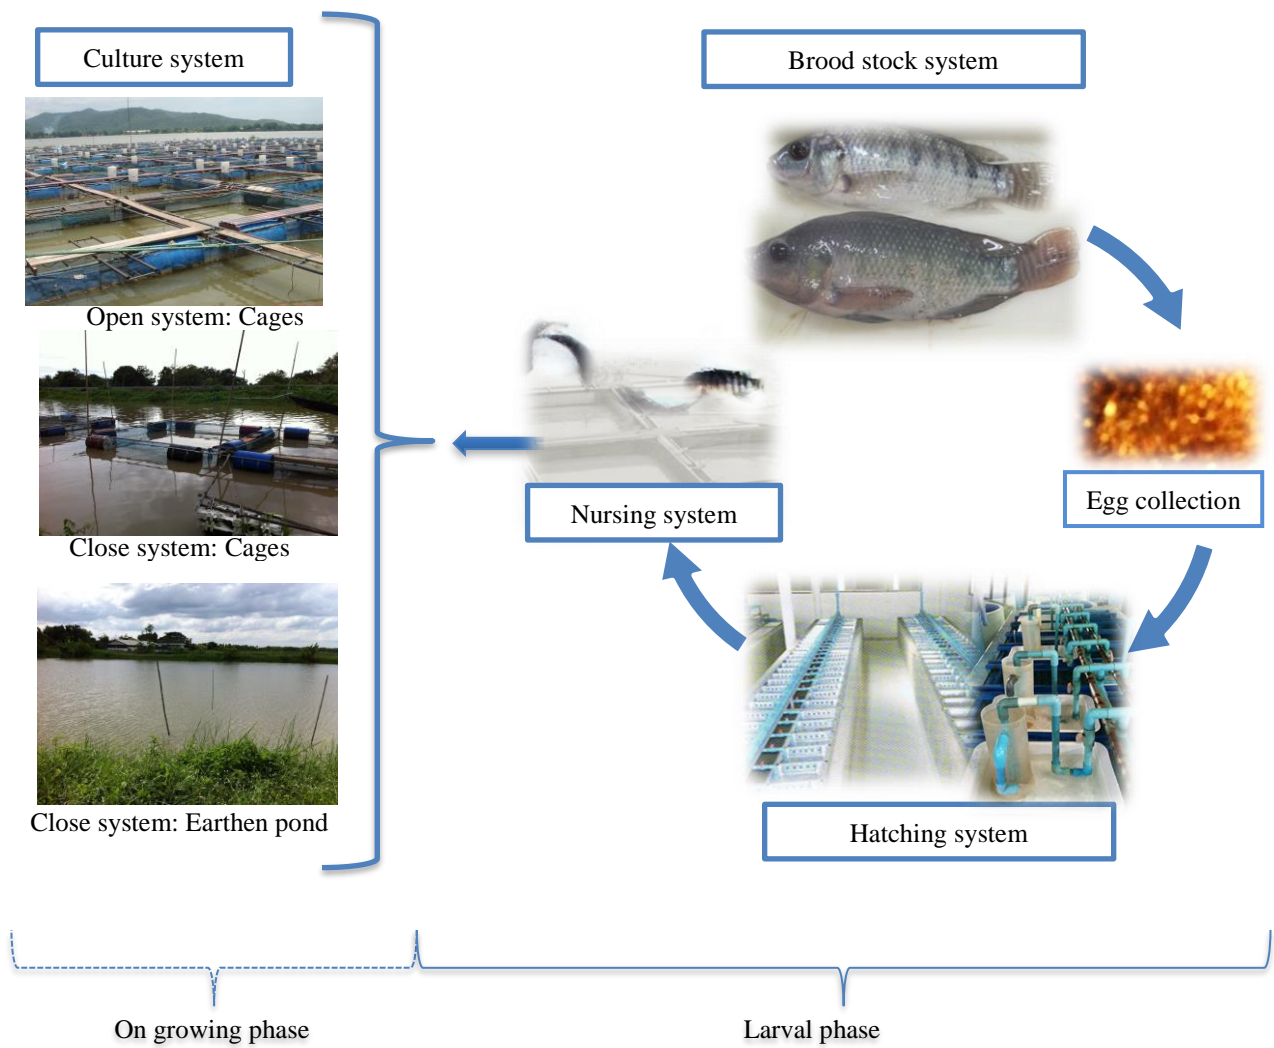 Culture system
Brood stock system
Open system: Cages
Close system: Cages
Egg collection
Nursing system
Close system: Earthen pond
Hatching system
On growing phase
Larval phase